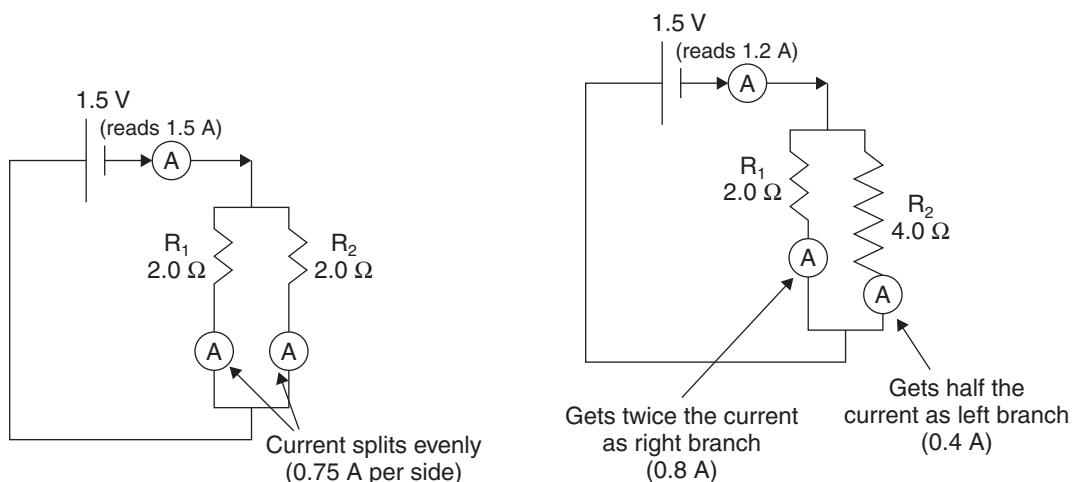 1.5 V
(reads 1.5 A)
A
R1
2.0 Ω
R2
2.0 Ω
A
A
Current splits evenly
(0.75 A per side)
1.5 V
(reads 1.2 A)
A
R1
2.0 Ω
R2
4.0 Ω
A
A
Gets twice the current
as right branch
(0.8 A)
Gets half the
current as left branch
(0.4 A)